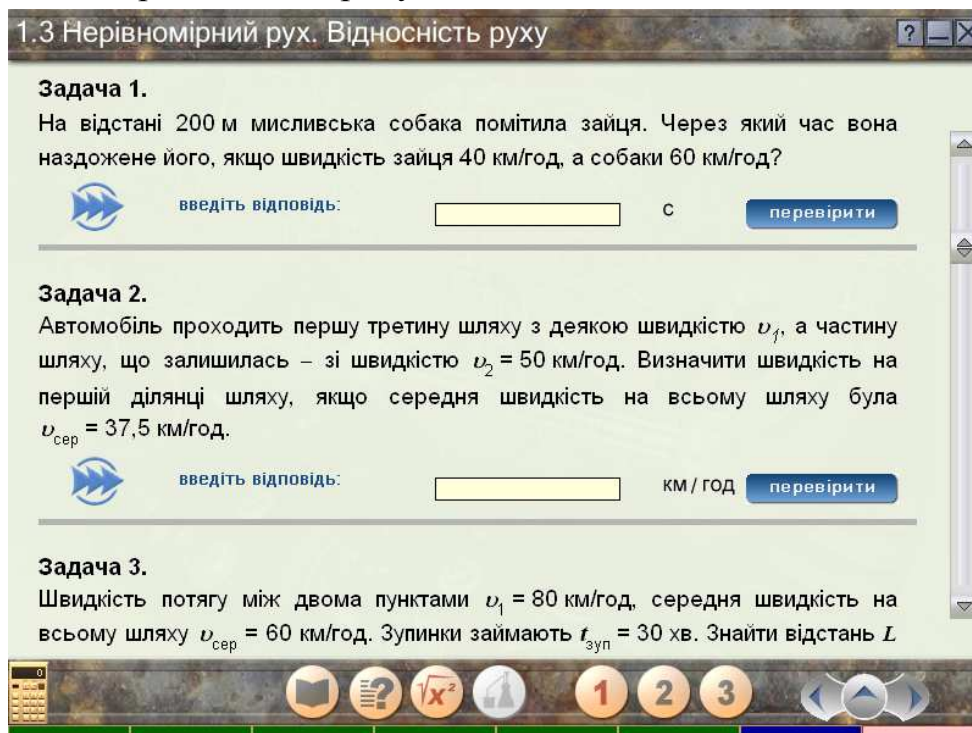 1.3 Нерівномірний рух. Відносність руху
?
Задача 1.
На відстані 200 м мисливська собака помітила зайця. Через який час вона
наздожене його, якщо швидкість зайця 40 км/год, а собаки 60 км/год?
введіть відповідь: с перевірити
Задача 2.
Автомобіль проходить першу третину шляху з деякою швидкістю υ₁, а частину
шляху, що залишилась – зі швидкістю υ₂ = 50 км/год. Визначити швидкість на
першій ділянці шляху, якщо середня швидкість на всьому шляху була
υсер = 37,5 км/год.
введіть відповідь: км / год перевірити
Задача 3.
Швидкість потягу між двома пунктами υ₁ = 80 км/год, середня швидкість на
всьому шляху υсер = 60 км/год. Зупинки займають tзуп = 30 хв. Знайти відстань L
0 ? √x² 1 2 3